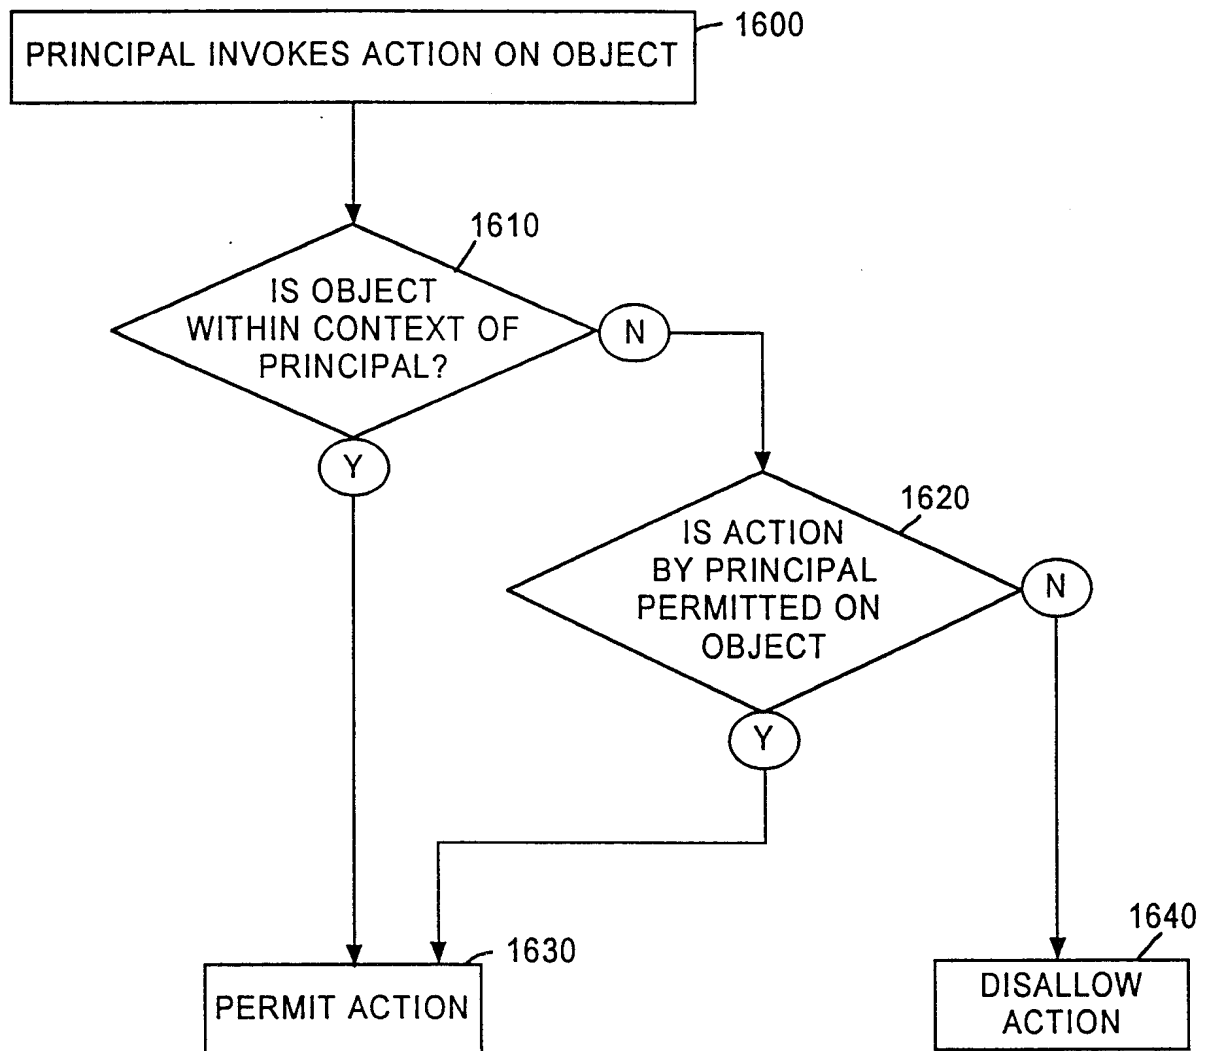 1600
PRINCIPAL INVOKES ACTION ON OBJECT
1610
IS OBJECT
WITHIN CONTEXT OF
PRINCIPAL?
N
Y
1620
IS ACTION
BY PRINCIPAL
PERMITTED ON
OBJECT
N
Y
1630
PERMIT ACTION
1640
DISALLOW
ACTION